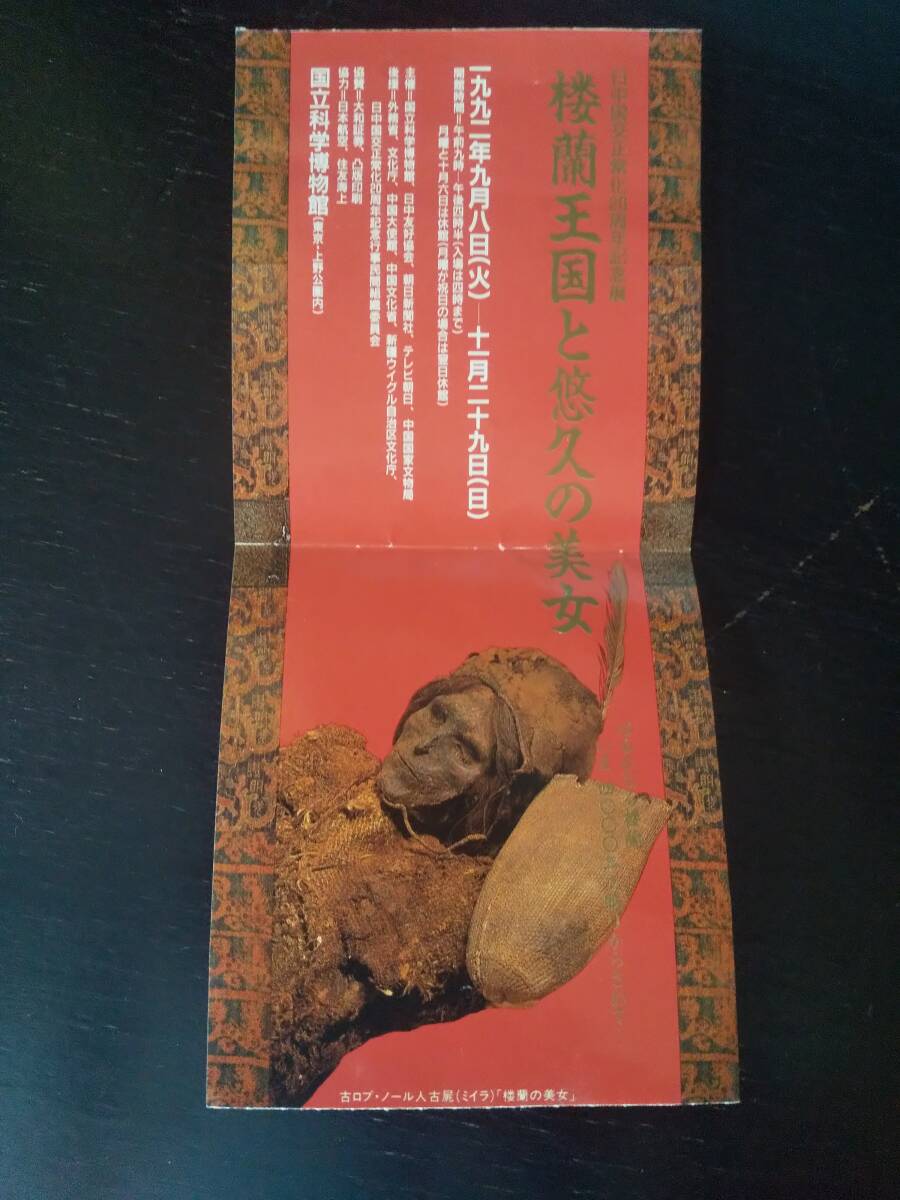 日中国交正常化20周年記念展
楼蘭王国と悠久の美女
一九九二年九月八日(火)—十一月二十九日(日)
開館時間=午前九時—午後四時半(入館は四時まで)
月曜と十月六日は休館(月曜が祝日の場合は翌日休館)
主催=国立科学博物館、日中友好協会、朝日新聞社、テレビ朝日、中国国家文物局
後援=外務省、文化庁、中国大使館、中国文化省、新疆ウイグル自治区文化庁、
日中国交正常化20周年記念行事民間組織委員会
協賛=大和証券、凸版印刷
協力=日本航空、住友海上
国立科学博物館(東京・上野公園内)
古ロプ・ノール人古屍(ミイラ)「楼蘭の美女」